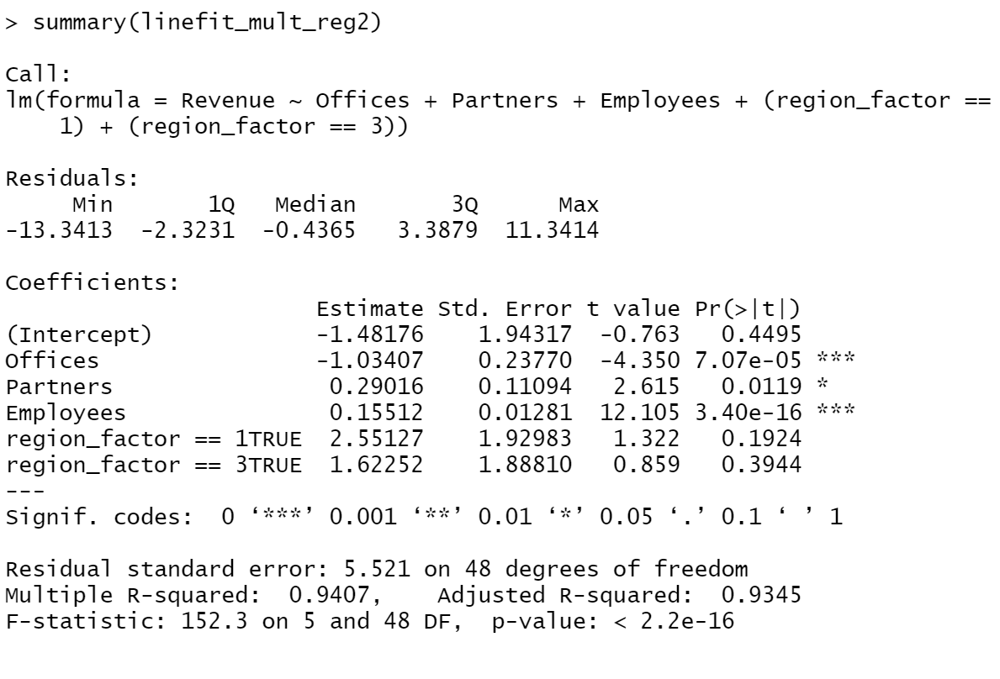 > summary(linefit_mult_reg2)
Call:
lm(formula = Revenue ~ Offices + Partners + Employees + (region_factor ==
    1) + (region_factor == 3))
Residuals:
     Min       1Q   Median       3Q      Max
-13.3413  -2.3231  -0.4365   3.3879  11.3414
Coefficients:
                       Estimate Std. Error t value Pr(>|t|)
(Intercept)            -1.48176    1.94317  -0.763   0.4495
Offices                -1.03407    0.23770  -4.350 7.07e-05 ***
Partners                0.29016    0.11094   2.615   0.0119 *
Employees               0.15512    0.01281  12.105 3.40e-16 ***
region_factor == 1TRUE  2.55127    1.92983   1.322   0.1924
region_factor == 3TRUE  1.62252    1.88810   0.859   0.3944
---
Signif. codes:  0 ‘***’ 0.001 ‘**’ 0.01 ‘*’ 0.05 ‘.’ 0.1 ‘ ’ 1
Residual standard error: 5.521 on 48 degrees of freedom
Multiple R-squared:  0.9407,    Adjusted R-squared:  0.9345
F-statistic: 152.3 on 5 and 48 DF,  p-value: < 2.2e-16